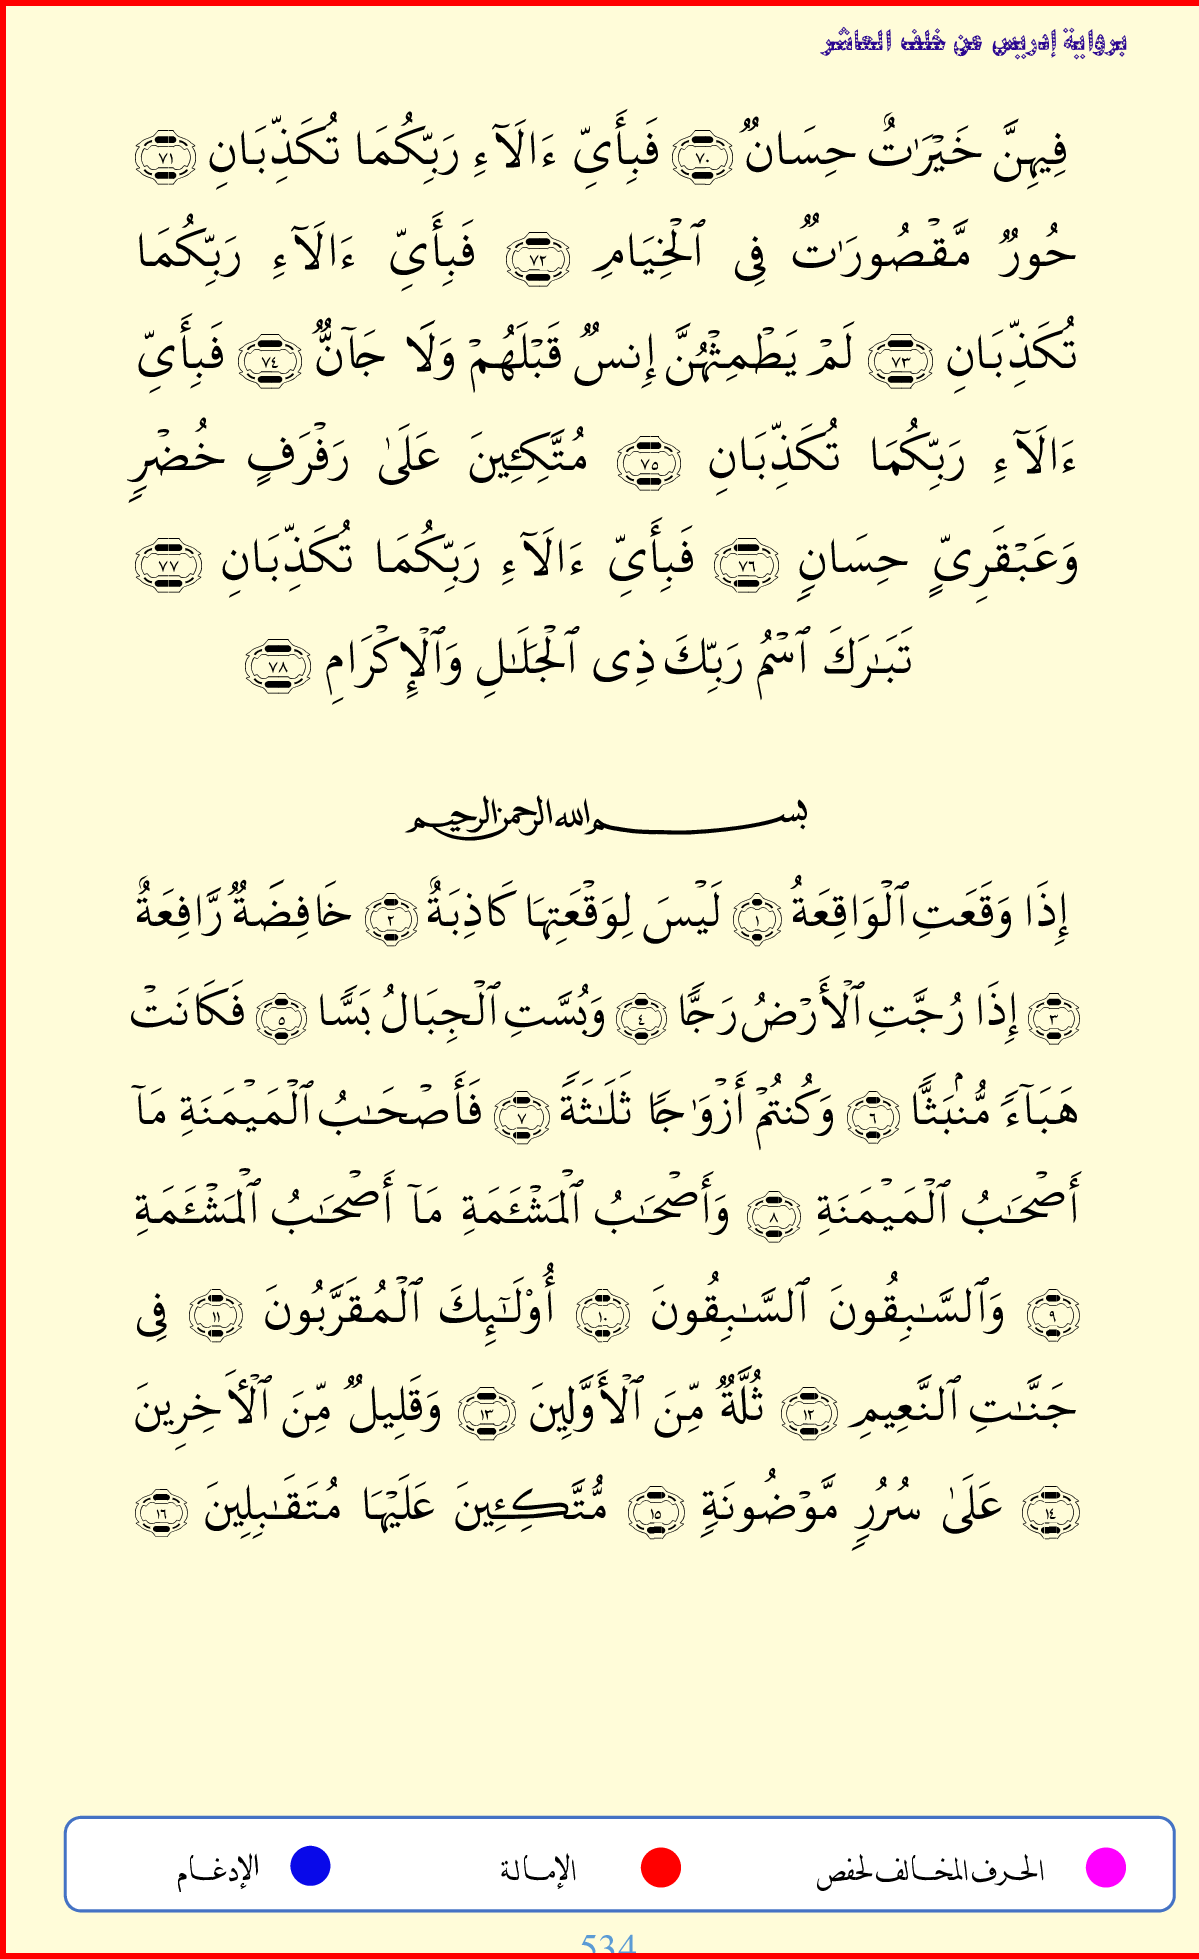 برواية إدريس عن خلف العاشر
فِيهِنَّ خَيْرَٰتٌ حِسَانٌ ٧٠ فَبِأَيِّ ءَالَآءِ رَبِّكُمَا تُكَذِّبَانِ ٧١
حُورٌ مَّقْصُورَٰتٌ فِى ٱلْخِيَامِ ٧٢ فَبِأَىِّ ءَالَآءِ رَبِّكُمَا
تُكَذِّبَانِ ٧٣ لَمْ يَطْمِثْهُنَّ إِنسٌ قَبْلَهُمْ وَلَا جَآنٌّ ٧٤ فَبِأَىِّ
ءَالَآءِ رَبِّكُمَا تُكَذِّبَانِ ٧٥ مُتَّكِـِٔينَ عَلَىٰ رَفْرَفٍ خُضْرٍ
وَعَبْقَرِىٍّ حِسَانٍ ٧٦ فَبِأَىِّ ءَالَآءِ رَبِّكُمَا تُكَذِّبَانِ ٧٧
تَبَـٰرَكَ ٱسْمُ رَبِّكَ ذِى ٱلْجَلَـٰلِ وَٱلْإِكْرَامِ ٧٨
بسم الله الرحمن الرحيم
إِذَا وَقَعَتِ ٱلْوَاقِعَةُ ١ لَيْسَ لِوَقْعَتِهَا كَاذِبَةٌ ٢ خَافِضَةٌ رَّافِعَةٌ
٣ إِذَا رُجَّتِ ٱلْأَرْضُ رَجًّا ٤ وَبُسَّتِ ٱلْجِبَالُ بَسًّا ٥ فَكَانَتْ
هَبَآءً مُّنۢبَثًّا ٦ وَكُنتُمْ أَزْوَٰجًا ثَلَـٰثَةً ٧ فَأَصْحَـٰبُ ٱلْمَيْمَنَةِ مَآ
أَصْحَـٰبُ ٱلْمَيْمَنَةِ ٨ وَأَصْحَـٰبُ ٱلْمَشْـَٔمَةِ مَآ أَصْحَـٰبُ ٱلْمَشْـَٔمَةِ
٩ وَٱلسَّـٰبِقُونَ ٱلسَّـٰبِقُونَ ١٠ أُو۟لَـٰٓئِكَ ٱلْمُقَرَّبُونَ ١١ فِى
جَنَّـٰتِ ٱلنَّعِيمِ ١٢ ثُلَّةٌ مِّنَ ٱلْأَوَّلِينَ ١٣ وَقَلِيلٌ مِّنَ ٱلْـَٔاخِرِينَ
١٤ عَلَىٰ سُرُرٍ مَّوْضُونَةٍ ١٥ مُّتَّكِـِٔينَ عَلَيْهَا مُتَقَـٰبِلِينَ ١٦
الحرف المخالف لحفص الإمالة الإدغام
534